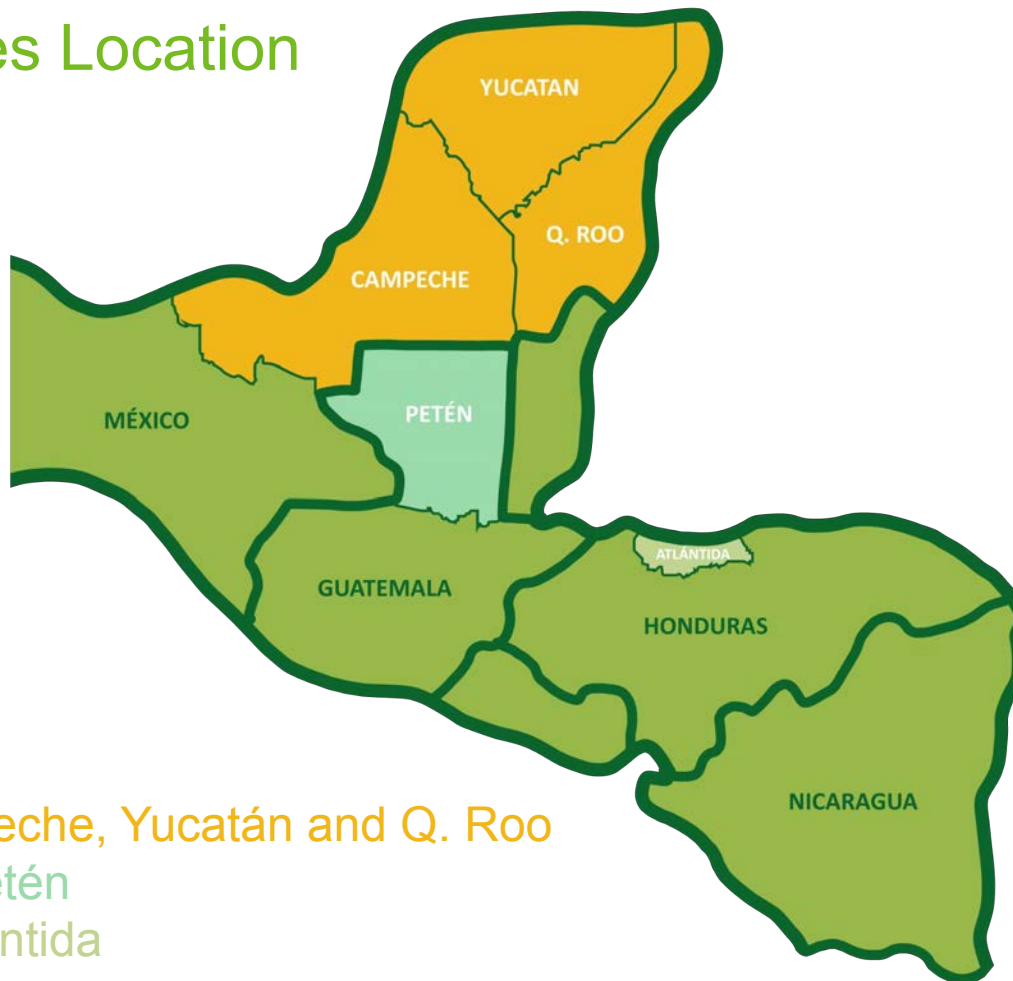 es Location
YUCATAN
Q. ROO
CAMPECHE
MÉXICO
PETÉN
ATLÁNTIDA
GUATEMALA
HONDURAS
NICARAGUA
eche, Yucatán and Q. Roo
etén
ntida